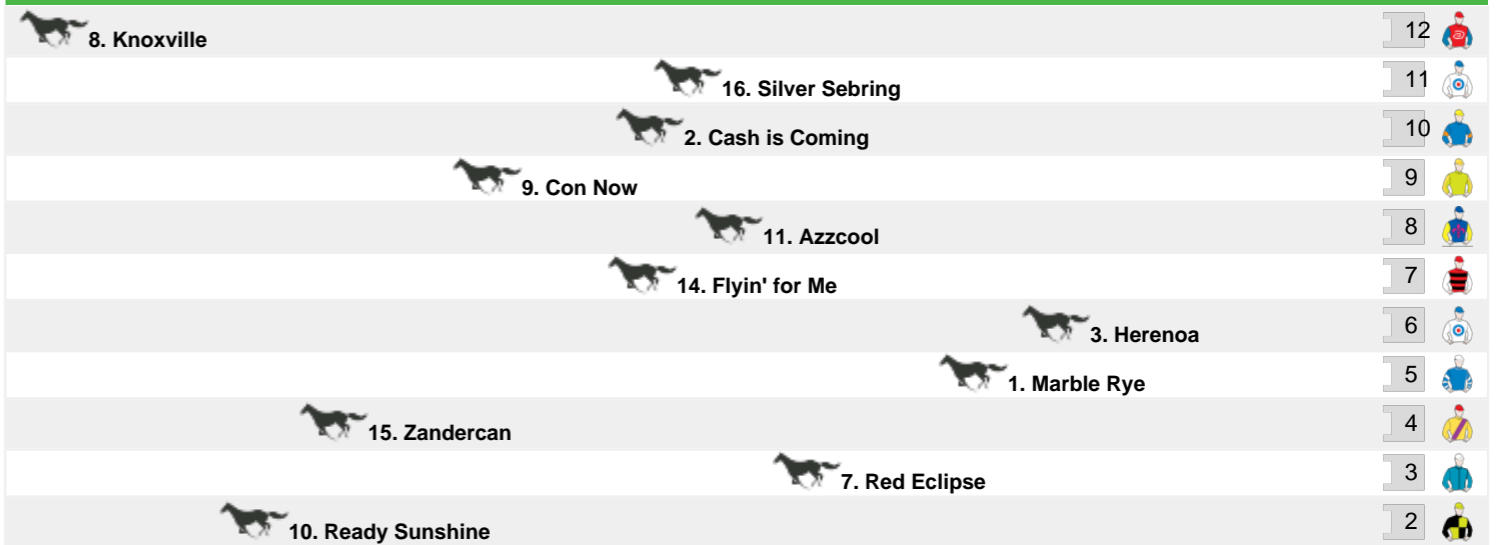 8. Knoxville 12
16. Silver Sebring 11
2. Cash is Coming 10
9. Con Now 9
11. Azzcool 8
14. Flyin' for Me 7
3. Herenoa 6
1. Marble Rye 5
15. Zandercan 4
7. Red Eclipse 3
10. Ready Sunshine 2